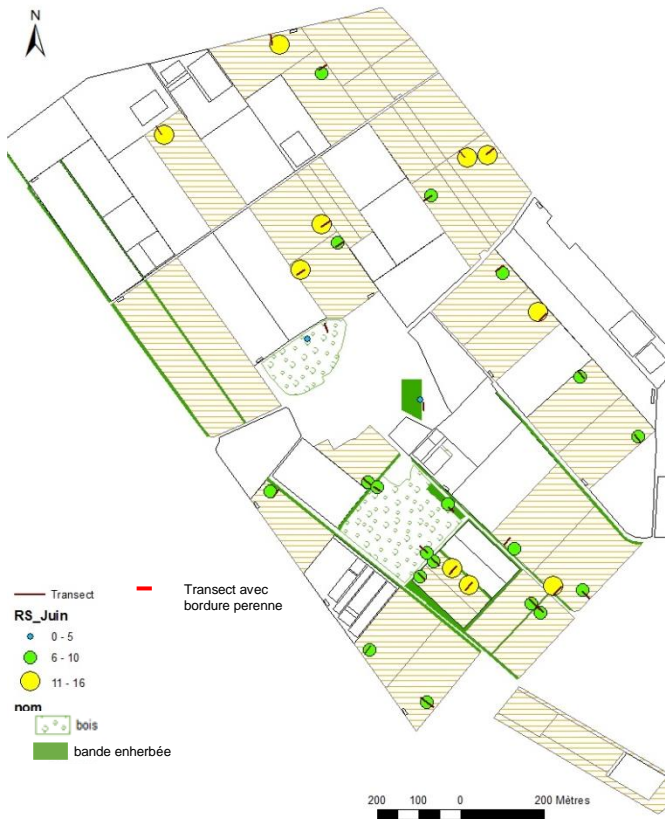 N
Transect
Transect avec
bordure perenne
RS_Juin
0 - 5
6 - 10
11 - 16
nom
bois
bande enherbée
200 100 0 200 Mètres